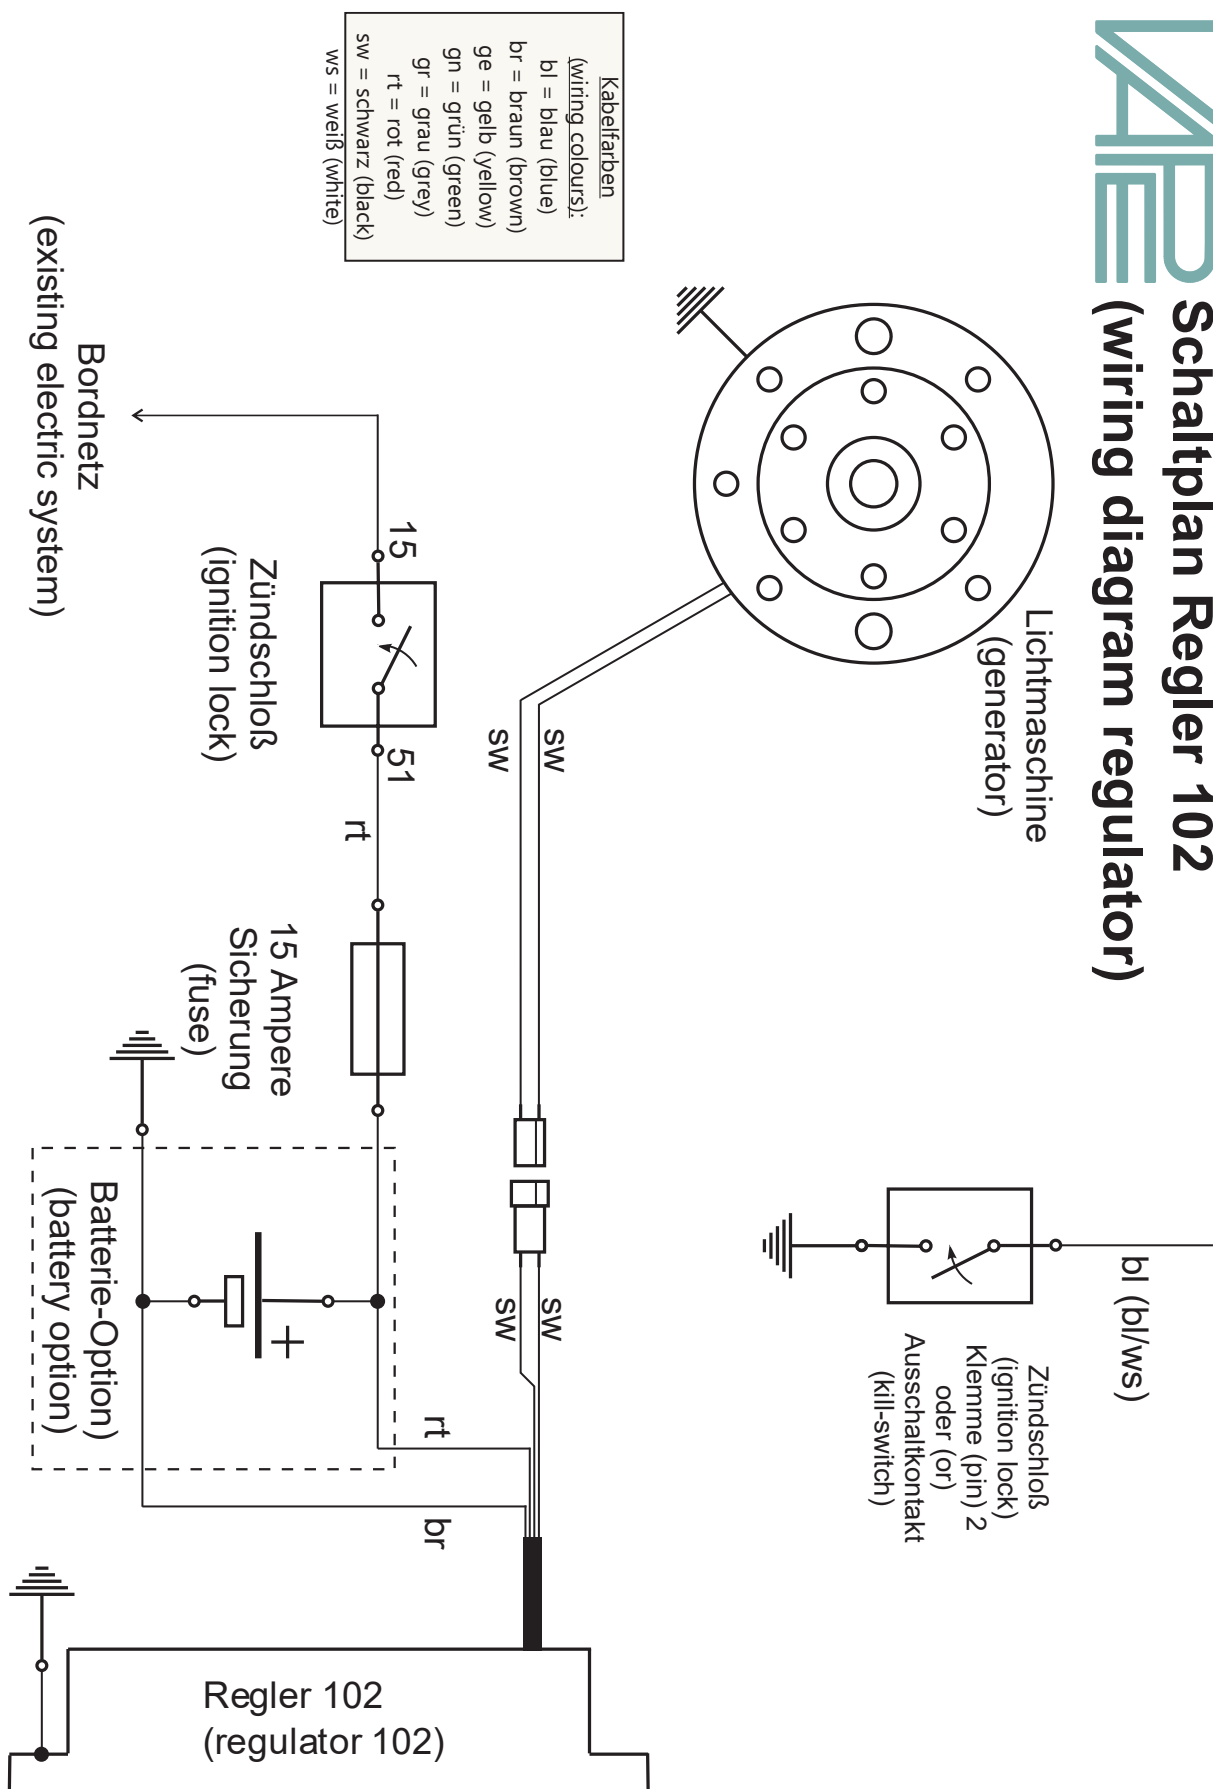 VAPE
Schaltplan Regler 102
(wiring diagram regulator)
Kabelfarben
(wiring colours):
bl = blau (blue)
br = braun (brown)
ge = gelb (yellow)
gn = grün (green)
gr = grau (grey)
rt = rot (red)
sw = schwarz (black)
ws = weiß (white)
Lichtmaschine
(generator)
sw
sw
sw
sw
bl (bl/ws)
Zündschloß
(ignition lock)
Klemme (pin) 2
oder (or)
Ausschaltkontakt
(kill-switch)
Bordnetz
(existing electric system)
15
51
Zündschloß
(ignition lock)
rt
15 Ampere
Sicherung
(fuse)
+
Batterie-Option
(battery option)
rt
br
Regler 102
(regulator 102)